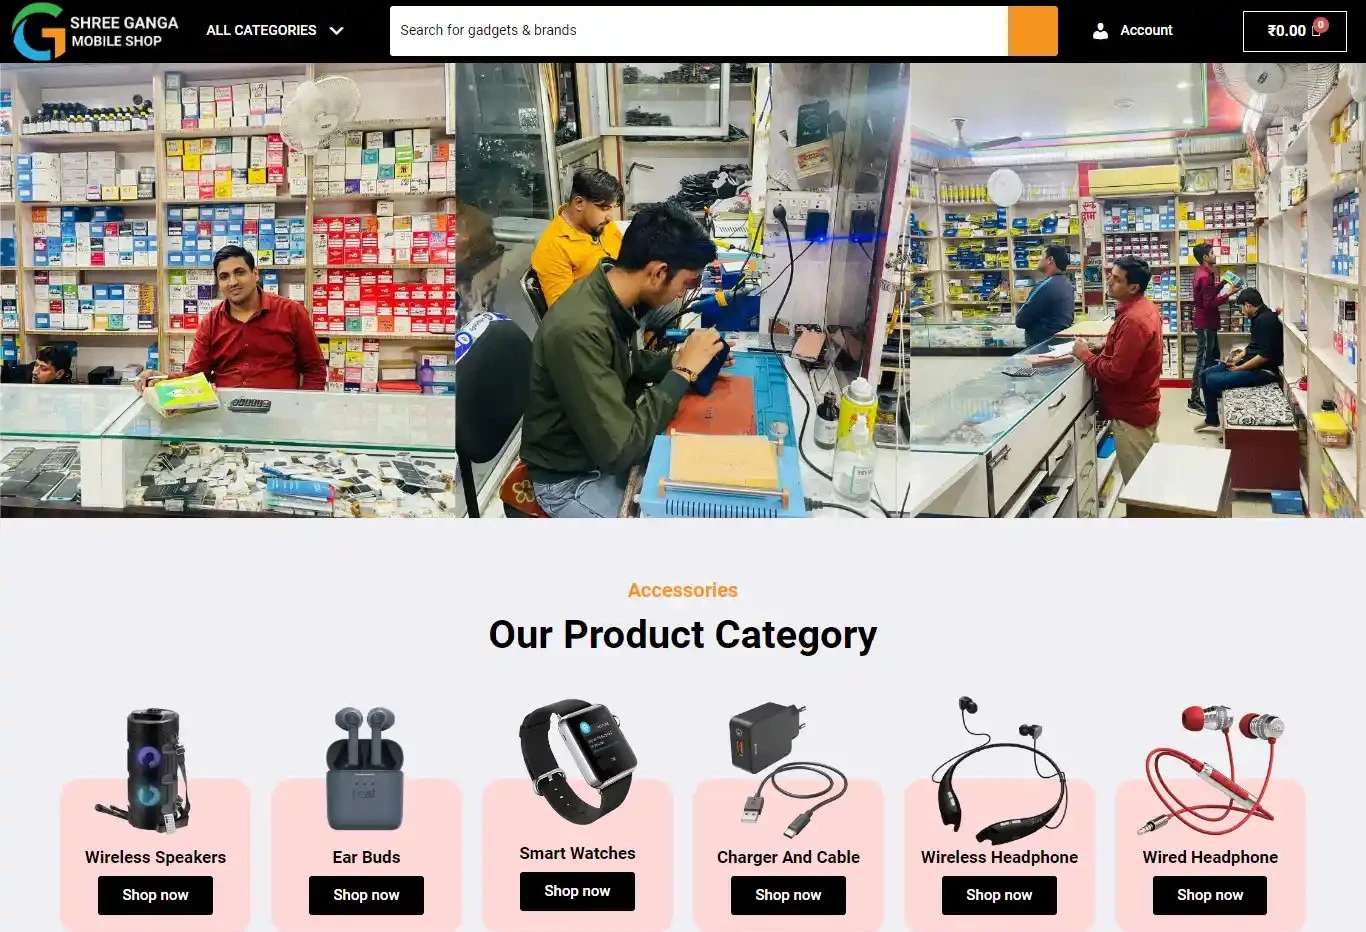 SHREE GANGA
MOBILE SHOP
ALL CATEGORIES
Search for gadgets & brands
Account
₹0.00
0
Accessories
Our Product Category
Wireless Speakers
Ear Buds
Smart Watches
Charger And Cable
Wireless Headphone
Wired Headphone
Shop now
Shop now
Shop now
Shop now
Shop now
Shop now